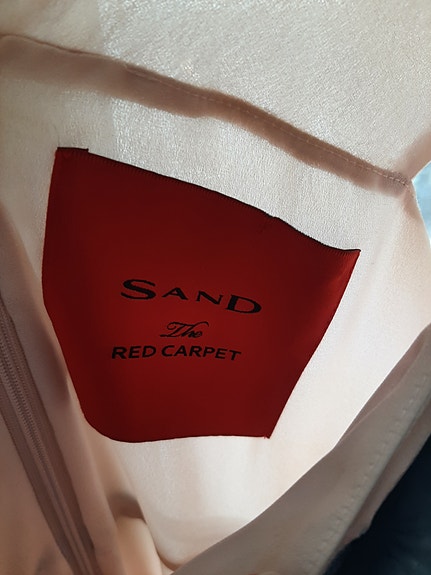 SAND
The
RED CARPET